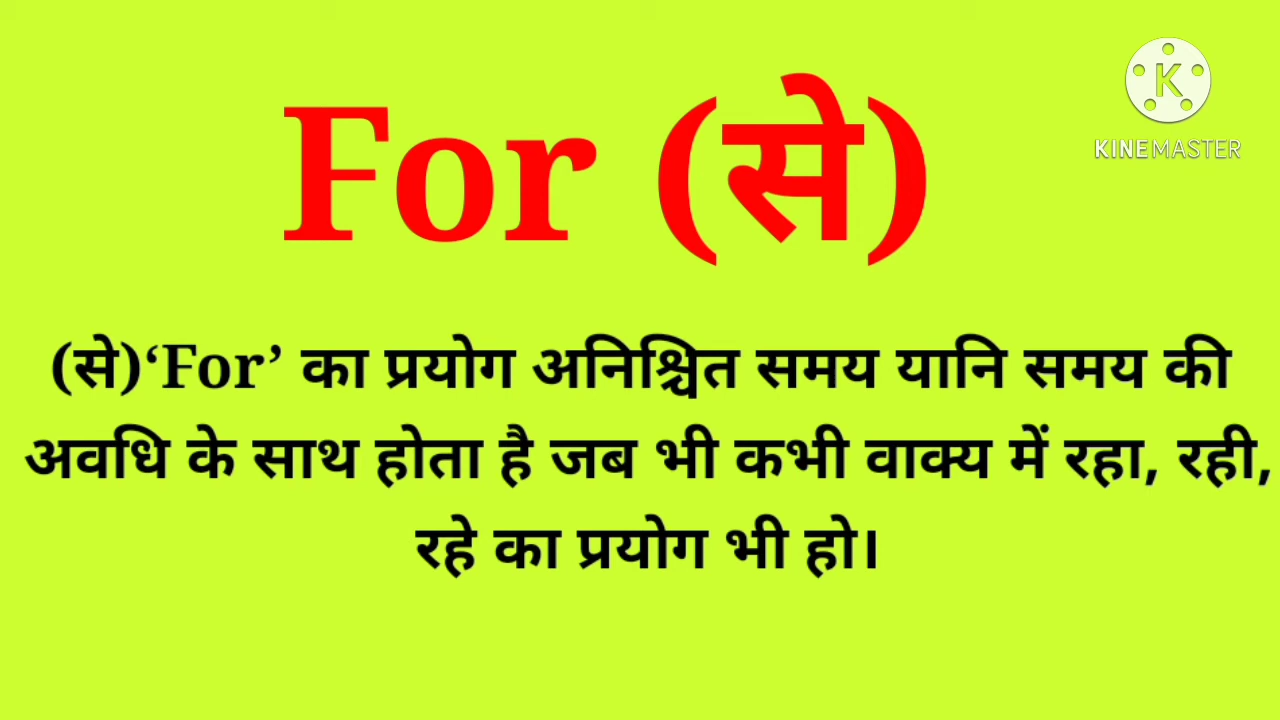 For (से)
K
KINEMASTER
(से)‘For’ का प्रयोग अनिश्चित समय यानि समय की
अवधि के साथ होता है जब भी कभी वाक्य में रहा, रही,
रहे का प्रयोग भी हो।